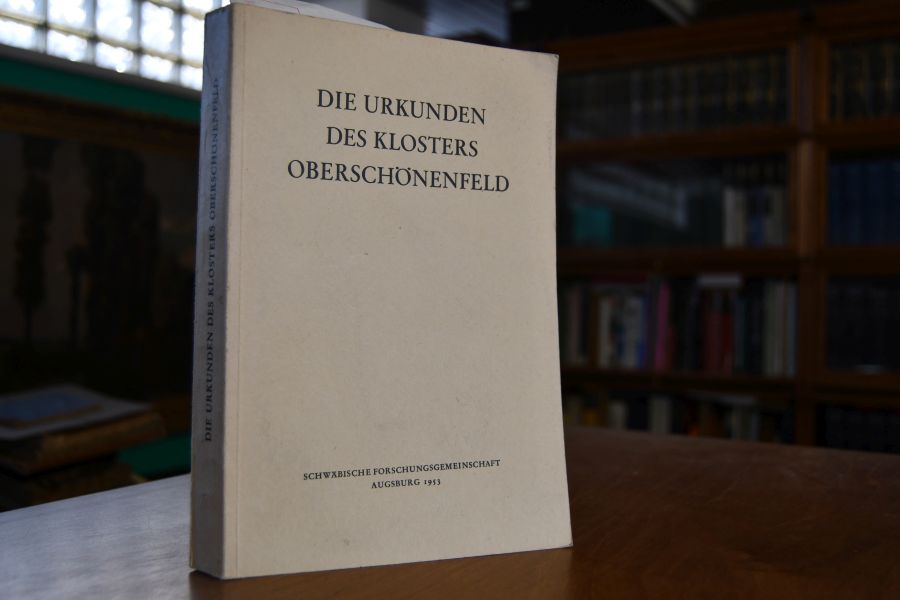 DIE URKUNDEN
DES KLOSTERS
OBERSCHÖNENFELD
SCHWÄBISCHE FORSCHUNGSGEMEINSCHAFT
AUGSBURG 1953
DIE URKUNDEN DES KLOSTERS OBERSCHÖNENFELD